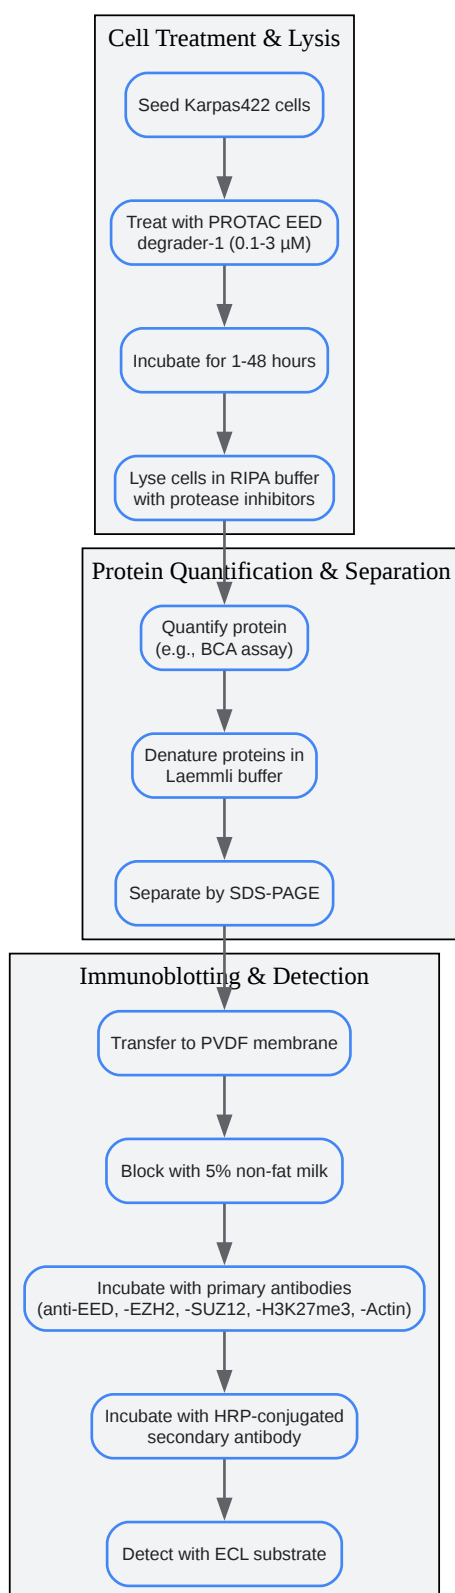 Cell Treatment & Lysis
Seed Karpas422 cells
Treat with PROTAC EED
degrader-1 (0.1-3 µM)
Incubate for 1-48 hours
Lyse cells in RIPA buffer
with protease inhibitors
Protein Quantification & Separation
Quantify protein
(e.g., BCA assay)
Denature proteins in
Laemmli buffer
Separate by SDS-PAGE
Immunoblotting & Detection
Transfer to PVDF membrane
Block with 5% non-fat milk
Incubate with primary antibodies
(anti-EED, -EZH2, -SUZ12, -H3K27me3, -Actin)
Incubate with HRP-conjugated
secondary antibody
Detect with ECL substrate